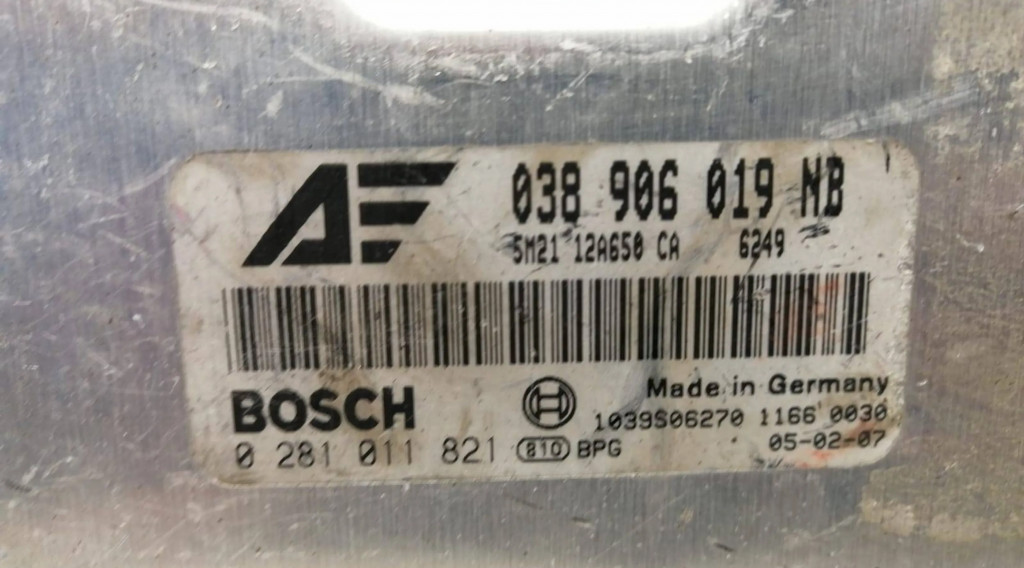 AF
038 906 019 NB
5M21 12A650 CA 6249
BOSCH
Made in Germany
1039S06270 1166 0030
0 281 011 821 810 BPG
05-02-07